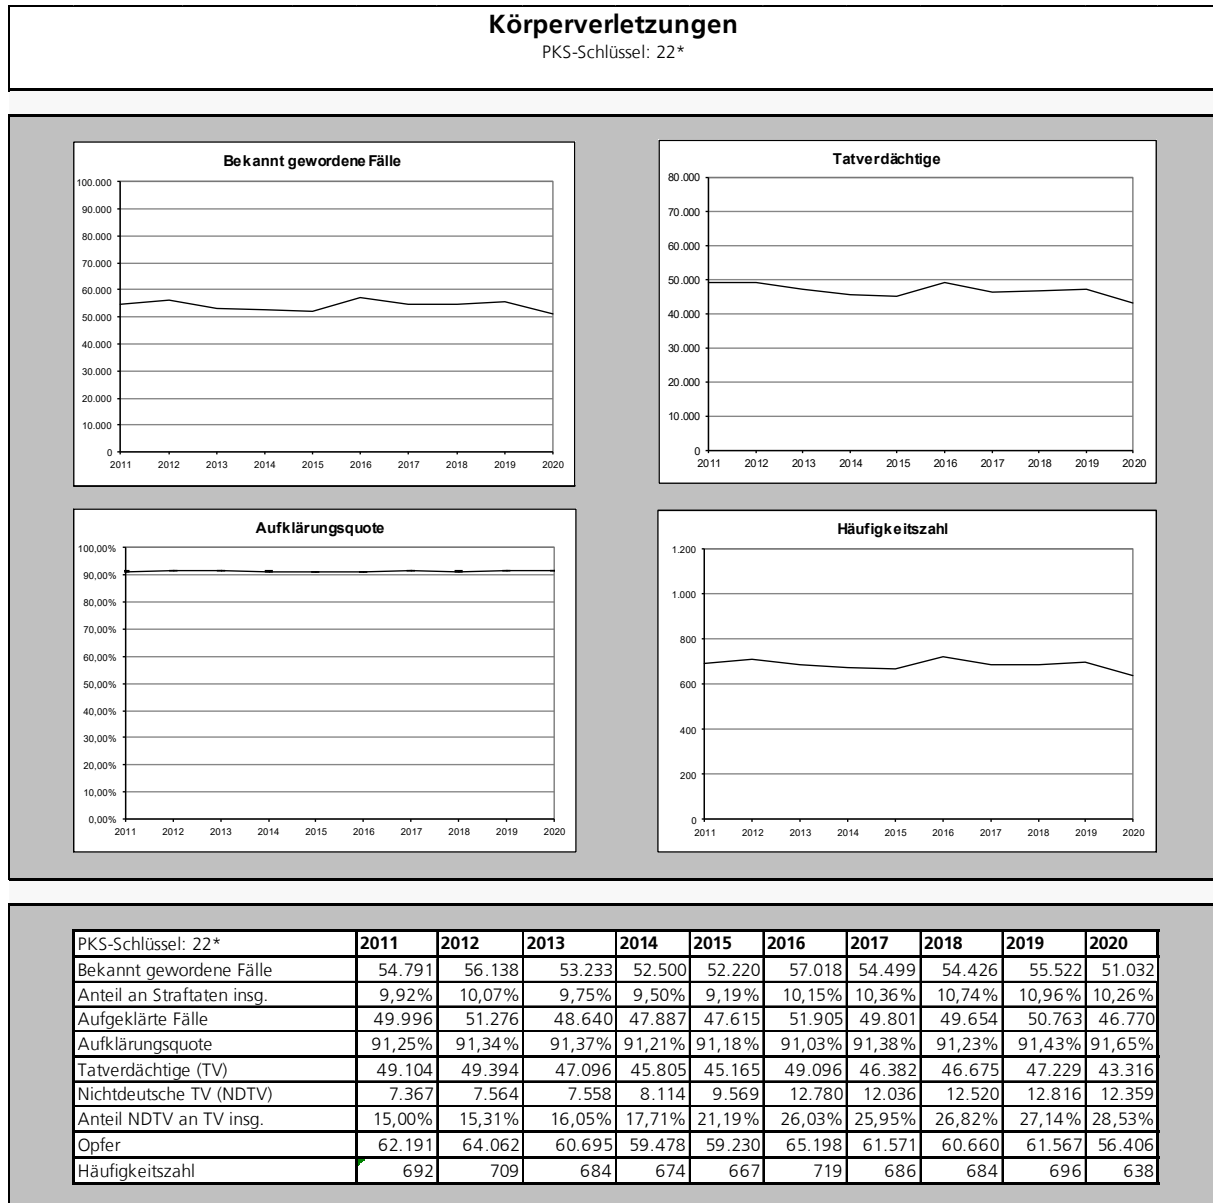 Körperverletzungen
PKS-Schlüssel: 22*
Bekannt gewordene Fälle
100.000
90.000
80.000
70.000
60.000
50.000
40.000
30.000
20.000
10.000
0
2011 2012 2013 2014 2015 2016 2017 2018 2019 2020
Tatverdächtige
80.000
70.000
60.000
50.000
40.000
30.000
20.000
10.000
0
2011 2012 2013 2014 2015 2016 2017 2018 2019 2020
Aufklärungsquote
100,00%
90,00%
80,00%
70,00%
60,00%
50,00%
40,00%
30,00%
20,00%
10,00%
0,00%
2011 2012 2013 2014 2015 2016 2017 2018 2019 2020
Häufigkeitszahl
1.200
1.000
800
600
400
200
0
2011 2012 2013 2014 2015 2016 2017 2018 2019 2020
PKS-Schlüssel: 22* 2011 2012 2013 2014 2015 2016 2017 2018 2019 2020
Bekannt gewordene Fälle 54.791 56.138 53.233 52.500 52.220 57.018 54.499 54.426 55.522 51.032
Anteil an Straftaten insg. 9,92% 10,07% 9,75% 9,50% 9,19% 10,15% 10,36% 10,74% 10,96% 10,26%
Aufgeklärte Fälle 49.996 51.276 48.640 47.887 47.615 51.905 49.801 49.654 50.763 46.770
Aufklärungsquote 91,25% 91,34% 91,37% 91,21% 91,18% 91,03% 91,38% 91,23% 91,43% 91,65%
Tatverdächtige (TV) 49.104 49.394 47.096 45.805 45.165 49.096 46.382 46.675 47.229 43.316
Nichtdeutsche TV (NDTV) 7.367 7.564 7.558 8.114 9.569 12.780 12.036 12.520 12.816 12.359
Anteil NDTV an TV insg. 15,00% 15,31% 16,05% 17,71% 21,19% 26,03% 25,95% 26,82% 27,14% 28,53%
Opfer 62.191 64.062 60.695 59.478 59.230 65.198 61.571 60.660 61.567 56.406
Häufigkeitszahl 692 709 684 674 667 719 686 684 696 638